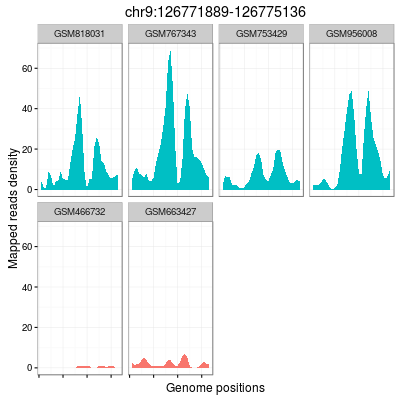 chr9:126771889-126775136
GSM818031 GSM767343 GSM753429 GSM956008
60
40
20
0
GSM466732 GSM663427
60
40
20
0
Mapped reads density
Genome positions